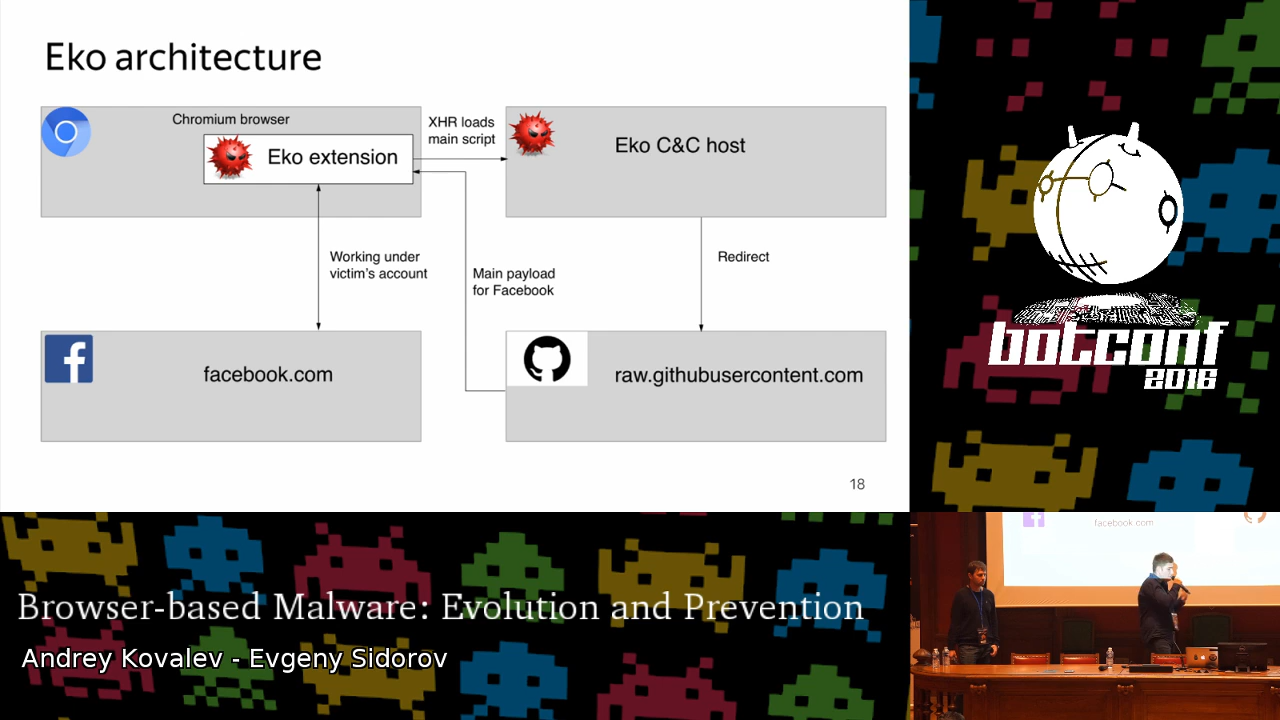 Eko architecture
Chromium browser
Eko extension
XHR loads
main script
Eko C&C host
Working under
victim's account
Main payload
for Facebook
Redirect
facebook.com
raw.githubusercontent.com
18
botconf
2016
Browser-based Malware: Evolution and Prevention
Andrey Kovalev - Evgeny Sidorov
facebook.com